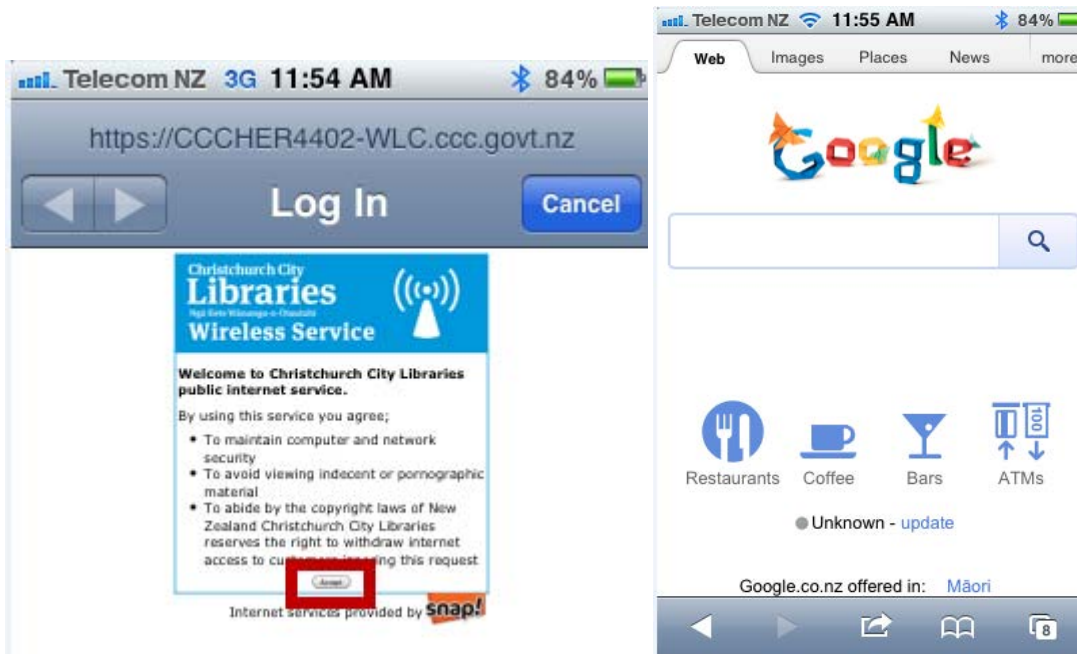 Telecom NZ 3G 11:54 AM 84%
https://CCCHER4402-WLC.ccc.govt.nz
Log In
Cancel
Christchurch City
Libraries
Wireless Service
Welcome to Christchurch City Libraries
public internet service.
By using this service you agree;
• To maintain computer and network
security
• To avoid viewing indecent or pornographic
material
• To abide by the copyright laws of New
Zealand Christchurch City Libraries
reserves the right to withdraw internet
access to this request
Accept
Internet services provided by snap!
Telecom NZ 11:55 AM 84%
Web Images Places News more
Google
Restaurants Coffee Bars ATMs
100
Unknown - update
Google.co.nz offered in: Māori
8